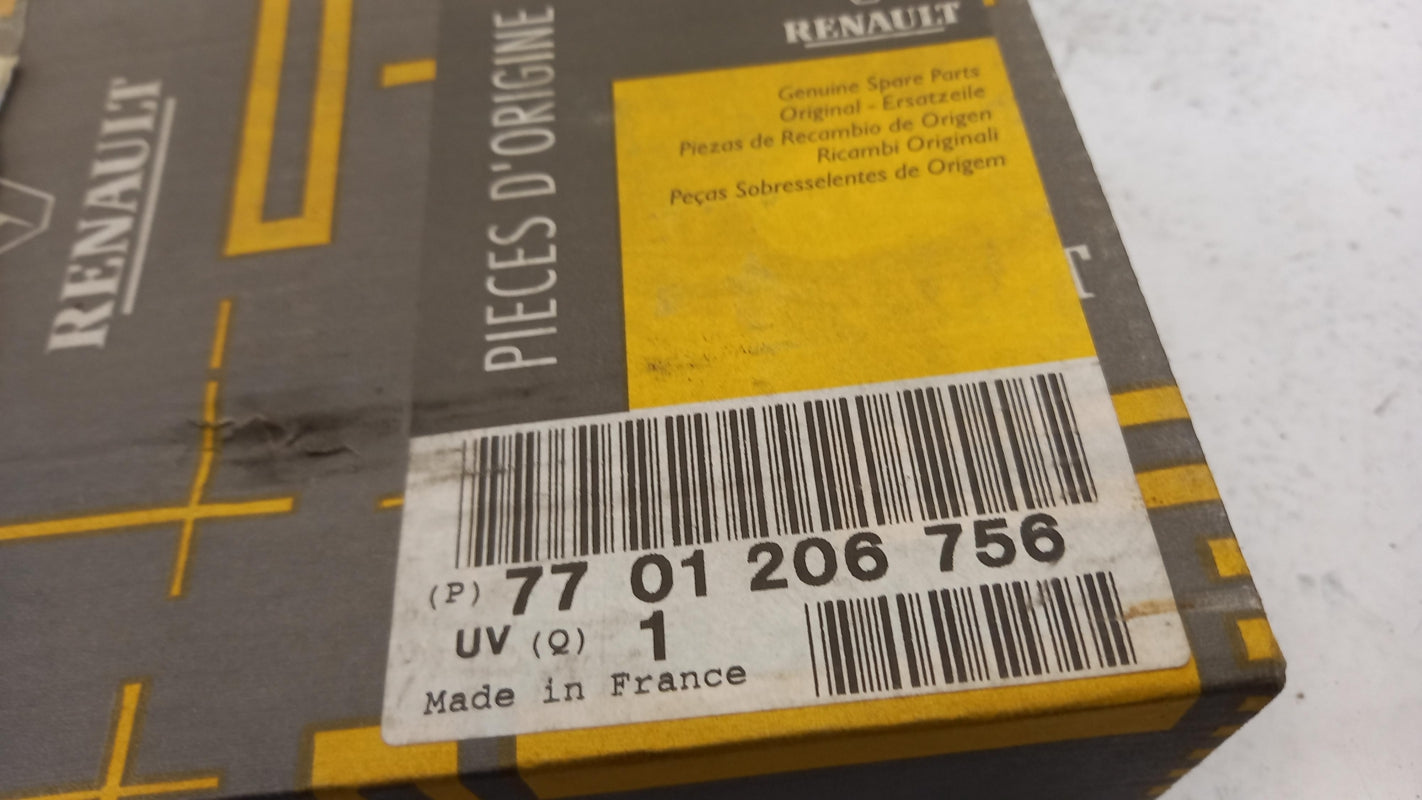 RENAULT
PIECES D'ORIGINE
RENAULT
Genuine Spare Parts
Original - Ersatzeile
Piezas de Recambio de Origen
Ricambi Originali
Peças Sobresselentes de Origem
T
(P) 77 01 206 756
UV (Q) 1
Made in France